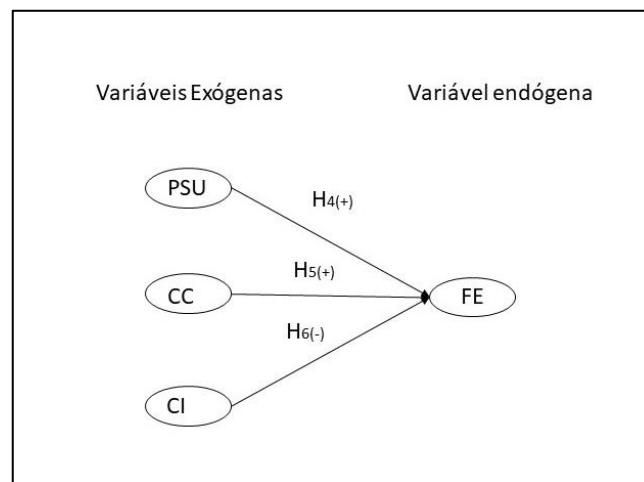 Variáveis Exógenas
Variável endógena
PSU
H4(+)
H5(+)
CC
FE
H6(-)
CI